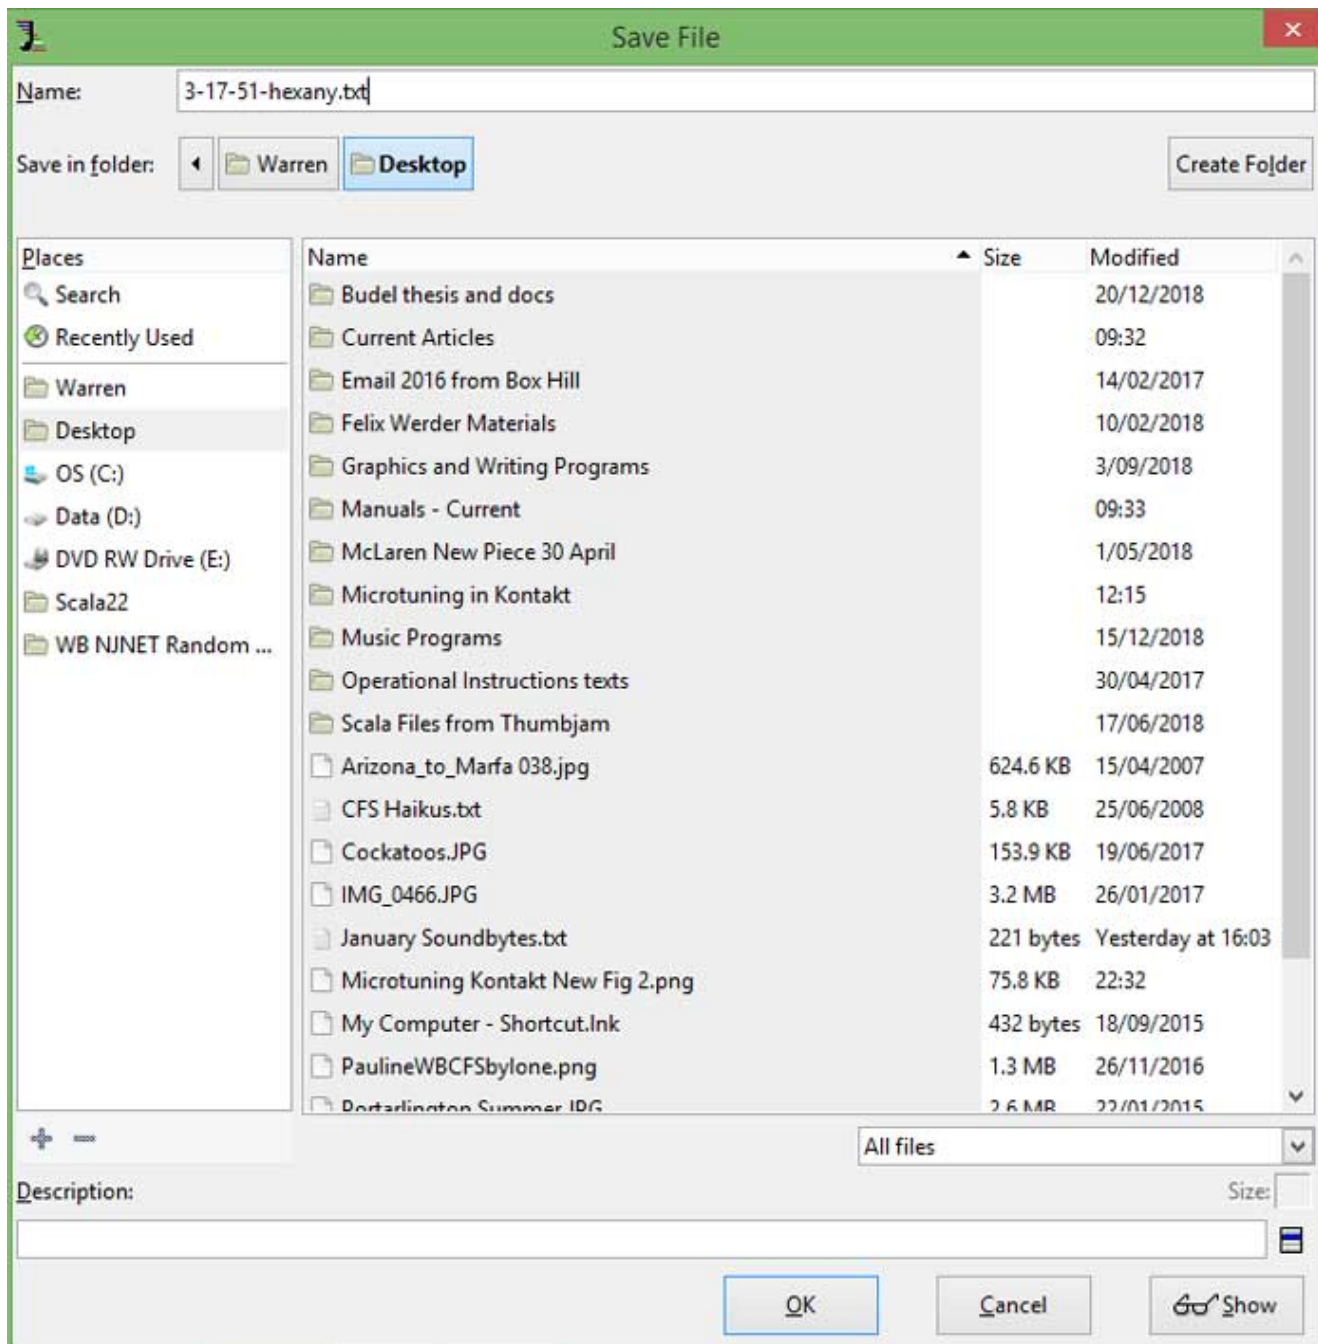 Save File
Name: 3-17-51-hexany.txt
Save in folder: Warren Desktop Create Folder
Places
Search
Recently Used
Warren
Desktop
OS (C:)
Data (D:)
DVD RW Drive (E:)
Scala22
WB NJNET Random ...
Name Size Modified
Budel thesis and docs 20/12/2018
Current Articles 09:32
Email 2016 from Box Hill 14/02/2017
Felix Werder Materials 10/02/2018
Graphics and Writing Programs 3/09/2018
Manuals - Current 09:33
McLaren New Piece 30 April 1/05/2018
Microtuning in Kontakt 12:15
Music Programs 15/12/2018
Operational Instructions texts 30/04/2017
Scala Files from Thumbjam 17/06/2018
Arizona_to_Marfa 038.jpg 624.6 KB 15/04/2007
CFS Haikus.txt 5.8 KB 25/06/2008
Cockatoos.JPG 153.9 KB 19/06/2017
IMG_0466.JPG 3.2 MB 26/01/2017
January Soundbytes.txt 221 bytes Yesterday at 16:03
Microtuning Kontakt New Fig 2.png 75.8 KB 22:32
My Computer - Shortcut.lnk 432 bytes 18/09/2015
PaulineWBCFSbylone.png 1.3 MB 26/11/2016
Portarlington Summer.JPG 2.6 MB 22/01/2015
All files
Description: Size:
OK Cancel Show